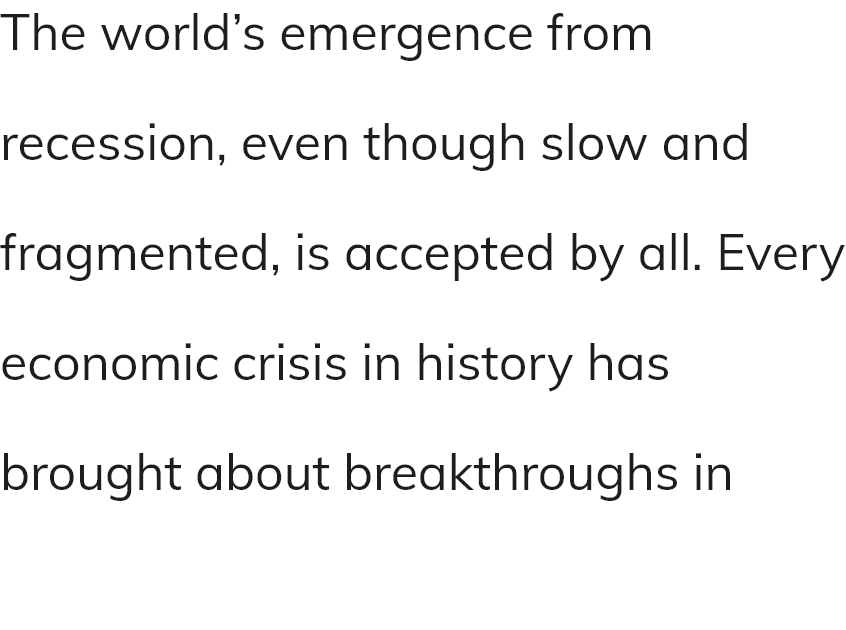 The world’s emergence from
recession, even though slow and
fragmented, is accepted by all. Every
economic crisis in history has
brought about breakthroughs in